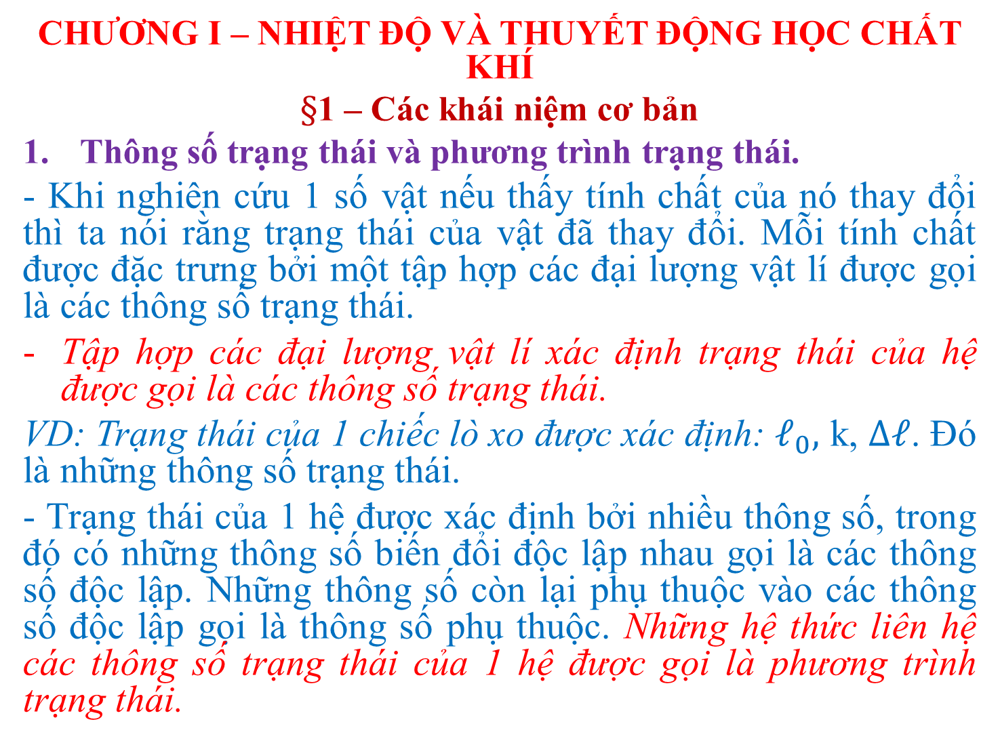 CHƯƠNG I – NHIỆT ĐỘ VÀ THUYẾT ĐỘNG HỌC CHẤT
KHÍ
§1 – Các khái niệm cơ bản
1. Thông số trạng thái và phương trình trạng thái.
- Khi nghiên cứu 1 số vật nếu thấy tính chất của nó thay đổi
thì ta nói rằng trạng thái của vật đã thay đổi. Mỗi tính chất
được đặc trưng bởi một tập hợp các đại lượng vật lí được gọi
là các thông số trạng thái.
- Tập hợp các đại lượng vật lí xác định trạng thái của hệ
được gọi là các thông số trạng thái.
VD: Trạng thái của 1 chiếc lò xo được xác định: ℓ₀, k, Δℓ. Đó
là những thông số trạng thái.
- Trạng thái của 1 hệ được xác định bởi nhiều thông số, trong
đó có những thông số biến đổi độc lập nhau gọi là các thông
số độc lập. Những thông số còn lại phụ thuộc vào các thông
số độc lập gọi là thông số phụ thuộc. Những hệ thức liên hệ
các thông số trạng thái của 1 hệ được gọi là phương trình
trạng thái.